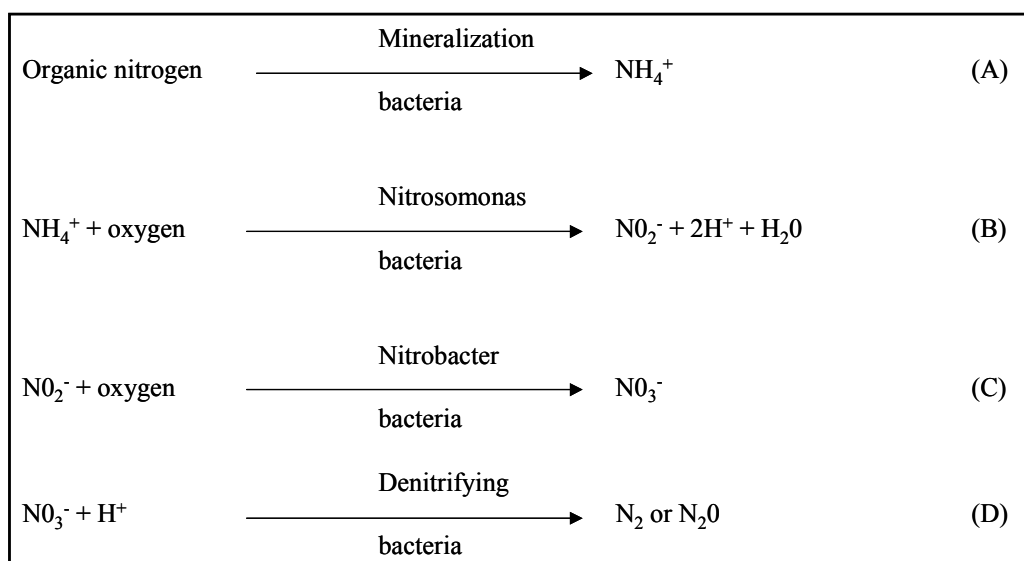 Mineralization
Organic nitrogen NH₄⁺ (A)
bacteria
Nitrosomonas
NH₄⁺ + oxygen N0₂⁻ + 2H⁺ + H₂0 (B)
bacteria
Nitrobacter
N0₂⁻ + oxygen N0₃⁻ (C)
bacteria
Denitrifying
N0₃⁻ + H⁺ N₂ or N₂0 (D)
bacteria